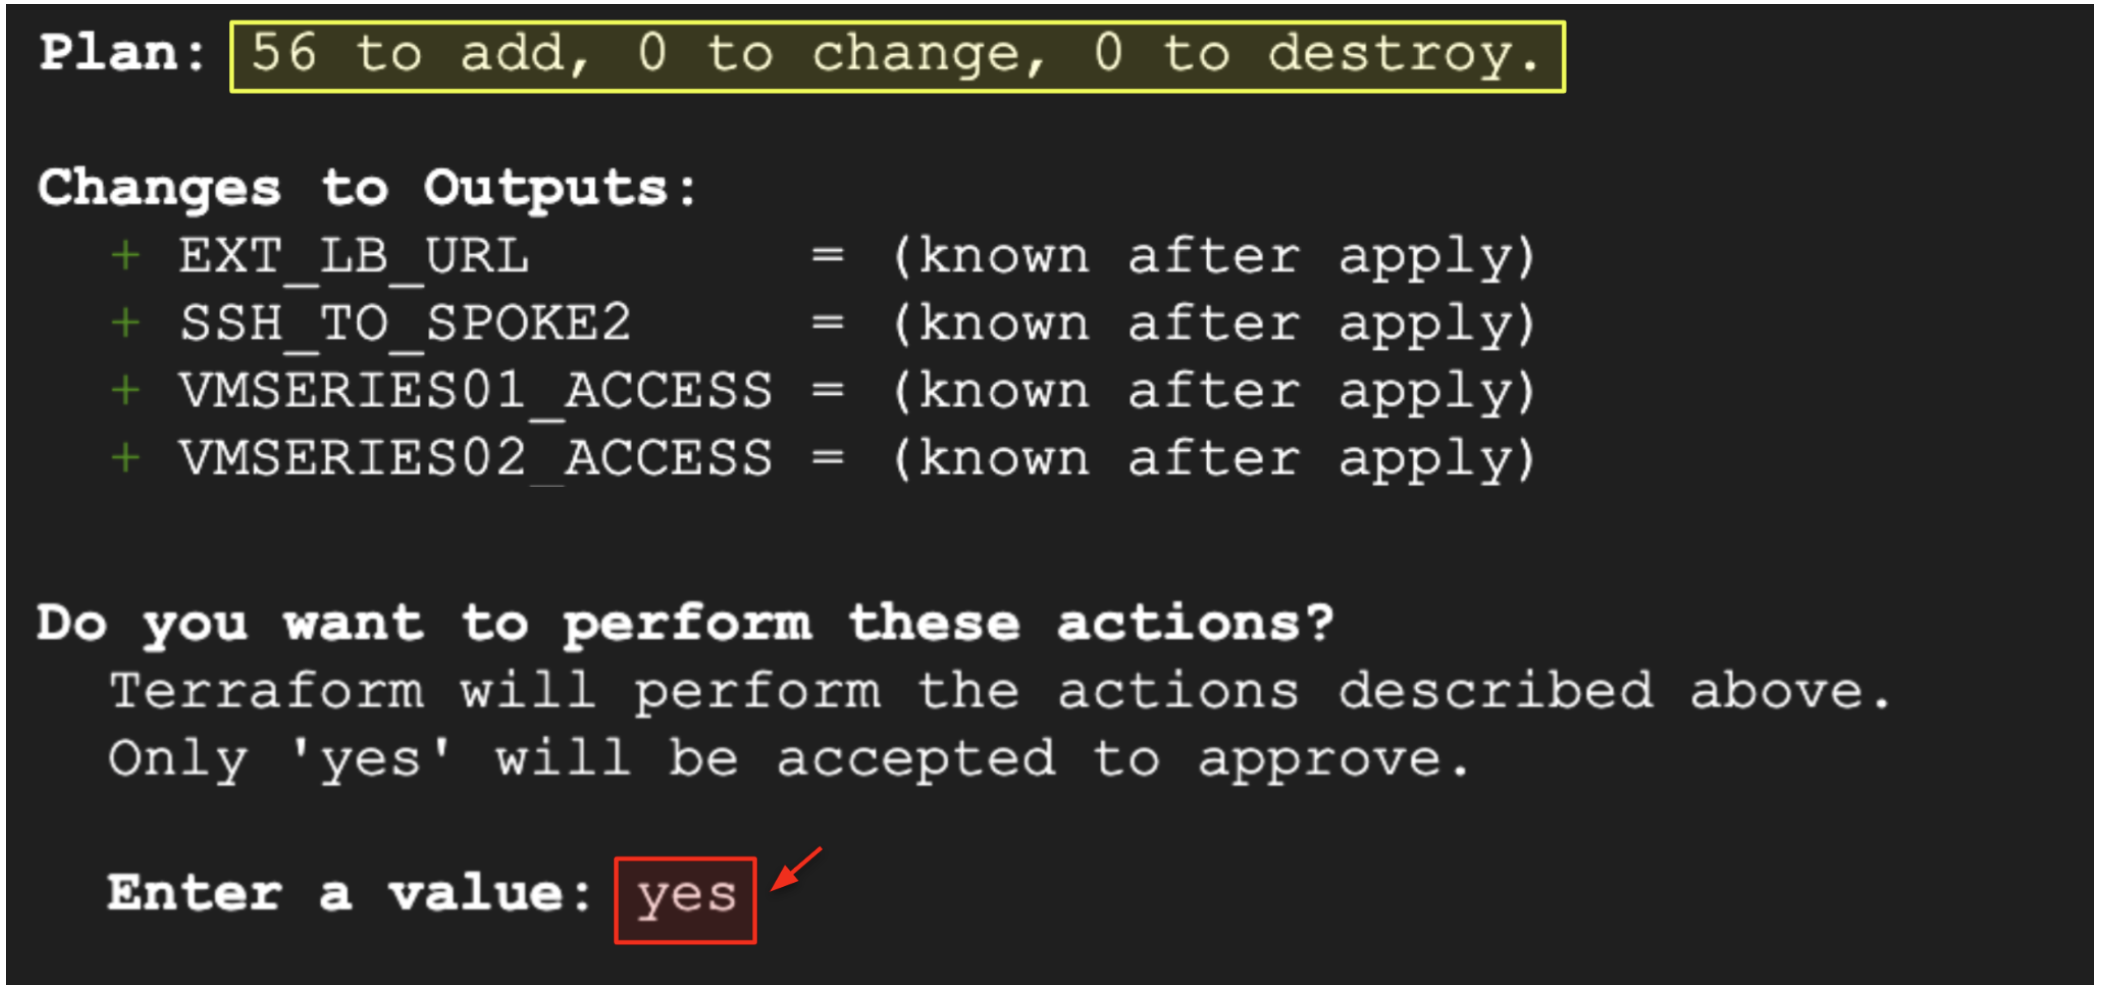 Plan: 56 to add, 0 to change, 0 to destroy.
Changes to Outputs:
+ EXT_LB_URL = (known after apply)
+ SSH_TO_SPOKE2 = (known after apply)
+ VMSERIES01_ACCESS = (known after apply)
+ VMSERIES02_ACCESS = (known after apply)
Do you want to perform these actions?
Terraform will perform the actions described above.
Only 'yes' will be accepted to approve.
Enter a value: yes